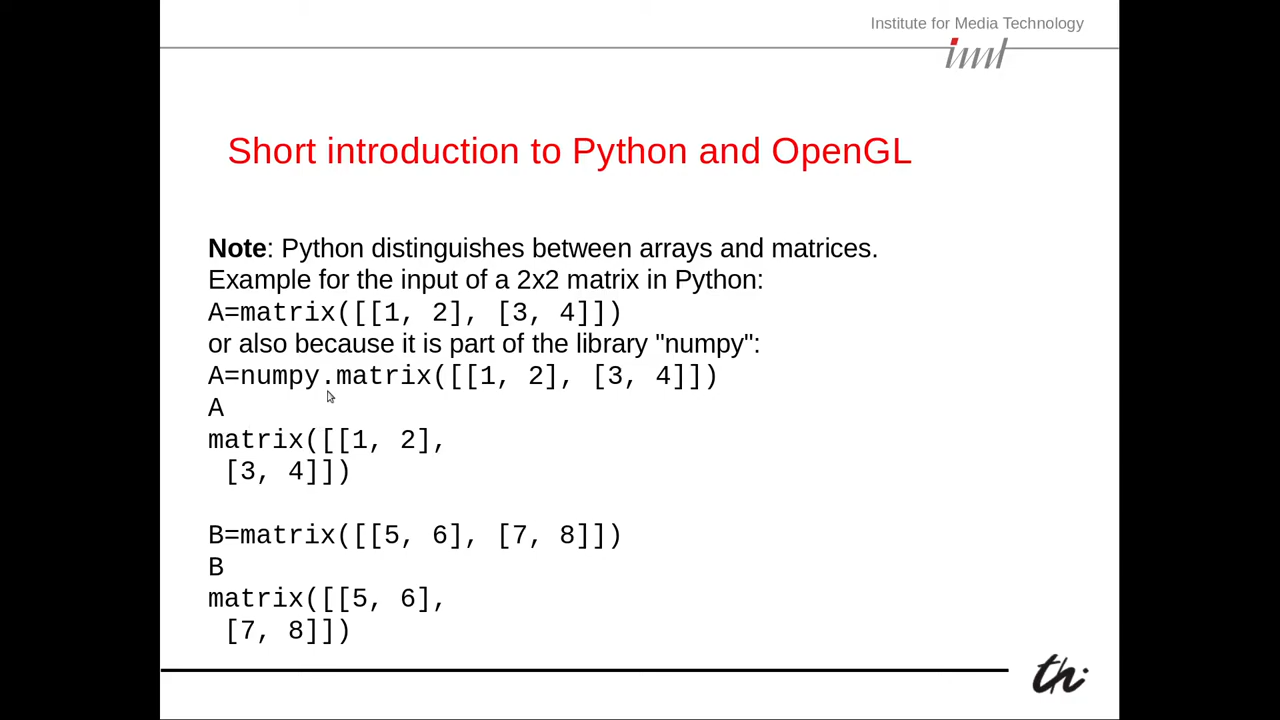 Institute for Media Technology
imt
Short introduction to Python and OpenGL
Note: Python distinguishes between arrays and matrices.
Example for the input of a 2x2 matrix in Python:
A=matrix([[1, 2], [3, 4]])
or also because it is part of the library "numpy":
A=numpy.matrix([[1, 2], [3, 4]])
A
matrix([[1, 2],
[3, 4]])
B=matrix([[5, 6], [7, 8]])
B
matrix([[5, 6],
[7, 8]])
th